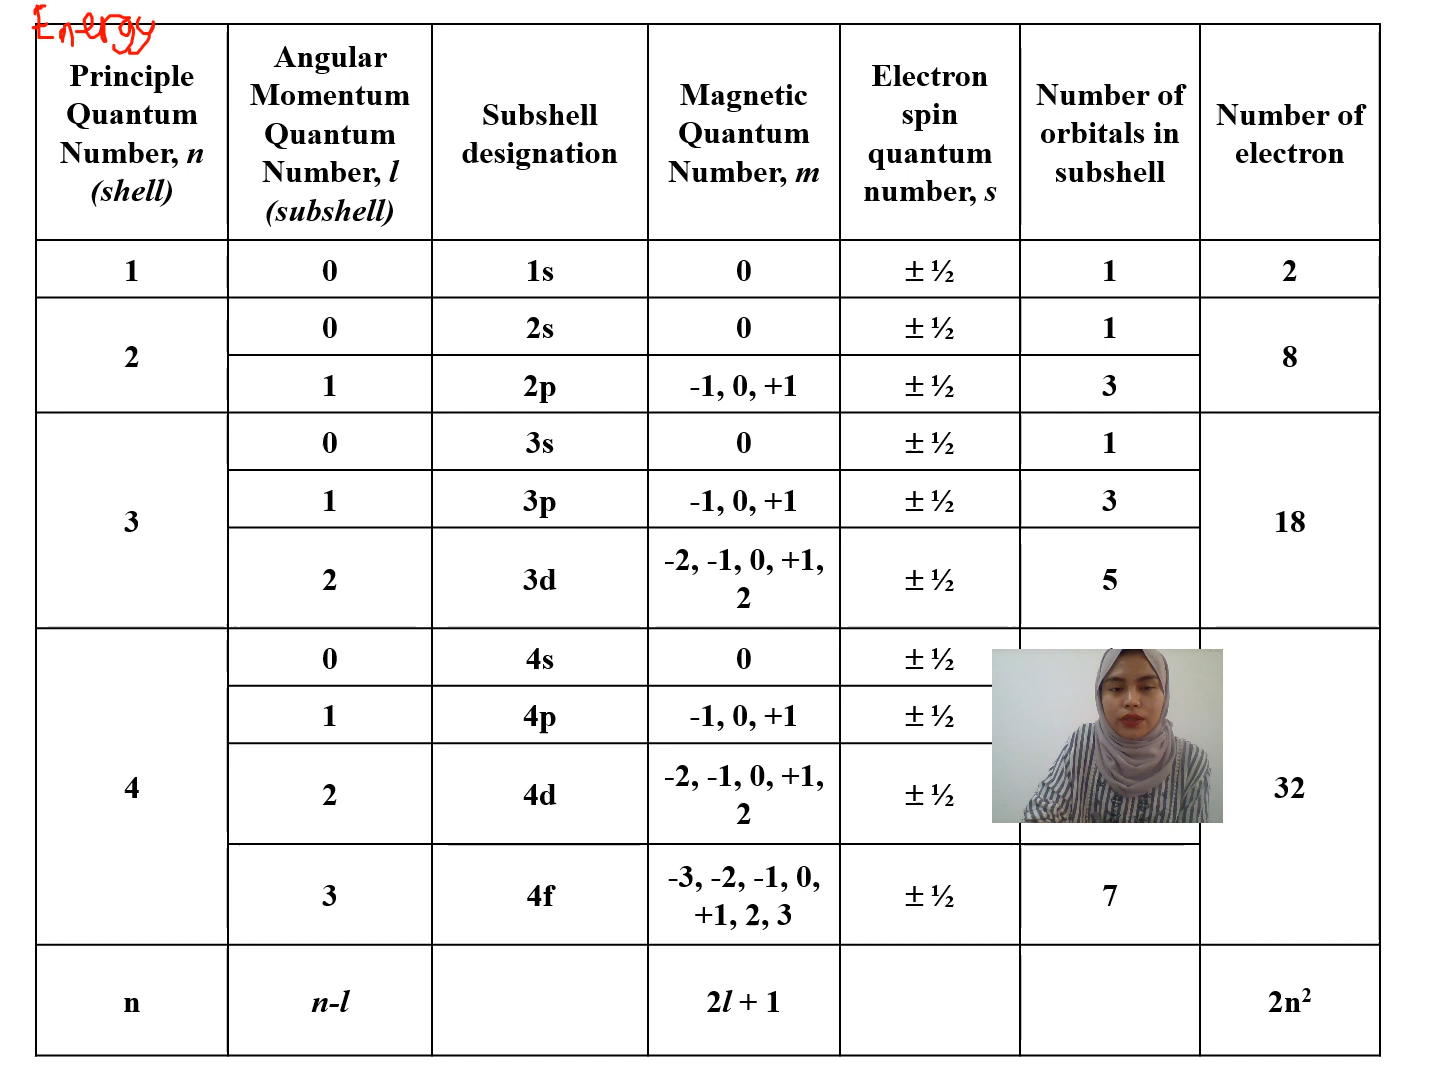 Energy
Principle
Quantum
Number, n
(shell)
Angular
Momentum
Quantum
Number, l
(subshell)
Subshell
designation
Magnetic
Quantum
Number, m
Electron
spin
quantum
number, s
Number of
orbitals in
subshell
Number of
electron
1 0 1s 0 ± ½ 1 2
2
0 2s 0 ± ½ 1
8
1 2p -1, 0, +1 ± ½ 3
3
0 3s 0 ± ½ 1
18
1 3p -1, 0, +1 ± ½ 3
2 3d -2, -1, 0, +1,
2
± ½ 5
4
0 4s 0 ± ½
32
1 4p -1, 0, +1 ± ½
2 4d -2, -1, 0, +1,
2
± ½
3 4f -3, -2, -1, 0,
+1, 2, 3
± ½ 7
n n-l 2l + 1 2n²